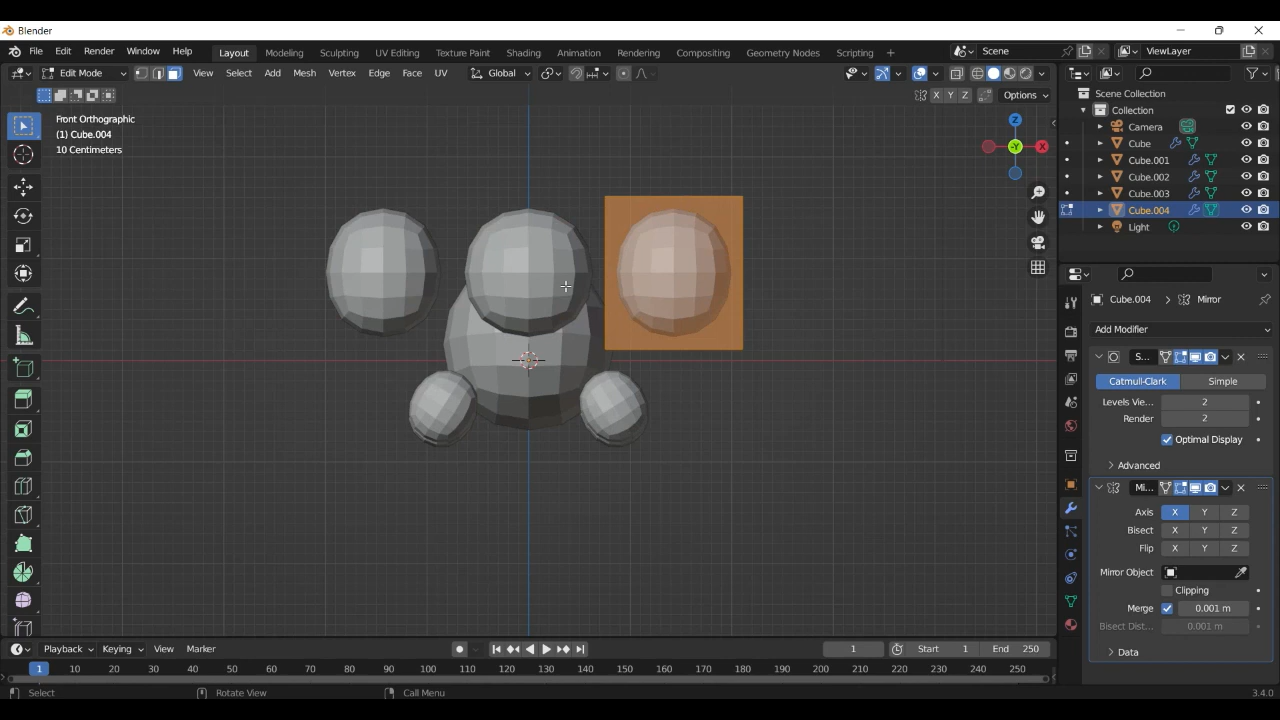 Blender
File Edit Render Window Help Layout Modeling Sculpting UV Editing Texture Paint Shading Animation Rendering Compositing Geometry Nodes Scripting + Scene ViewLayer
Edit Mode View Select Add Mesh Vertex Edge Face UV Global
X Y Z Options
Front Orthographic
(1) Cube.004
10 Centimeters
Z
-Y
X
Scene Collection
Collection
Camera
Cube
Cube.001
Cube.002
Cube.003
Cube.004
Light
Cube.004 > Mirror
Add Modifier
S...
Catmull-Clark Simple
Levels Vie... 2
Render 2
Optimal Display
Advanced
Mi...
Axis X Y Z
Bisect X Y Z
Flip X Y Z
Mirror Object
Clipping
Merge 0.001 m
Bisect Dist... 0.001 m
Data
Playback Keying View Marker 1 Start 1 End 250
1 10 20 30 40 50 60 70 80 90 100 110 120 130 140 150 160 170 180 190 200 210 220 230 240 250
Select Rotate View Call Menu 3.4.0